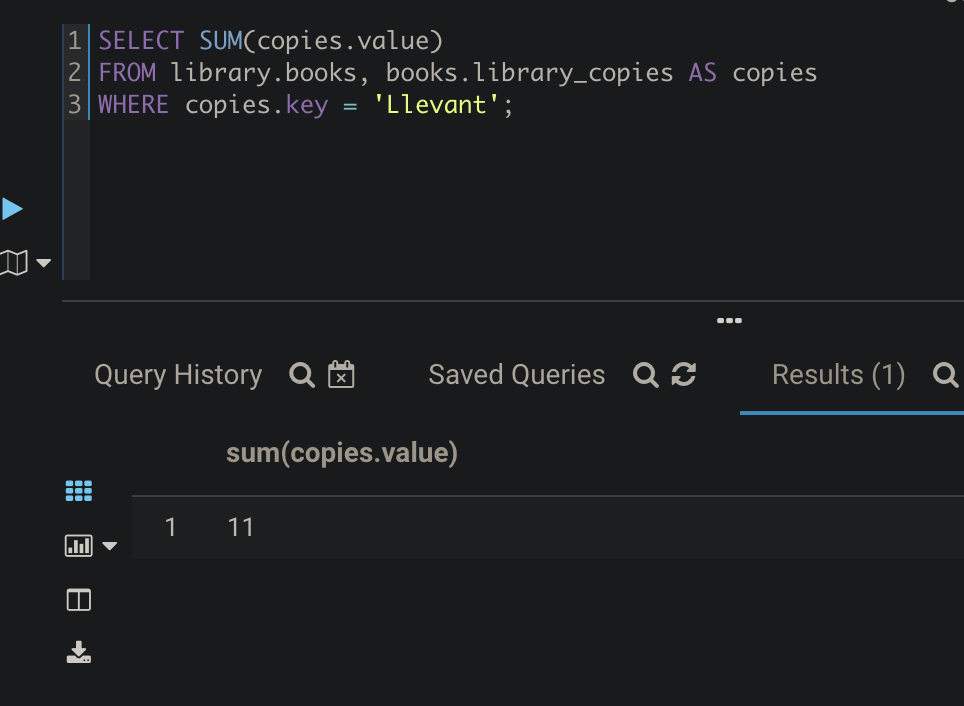 1 SELECT SUM(copies.value)
2 FROM library.books, books.library_copies AS copies
3 WHERE copies.key = 'Llevant';
Query History Saved Queries Results (1)
sum(copies.value)
1 11